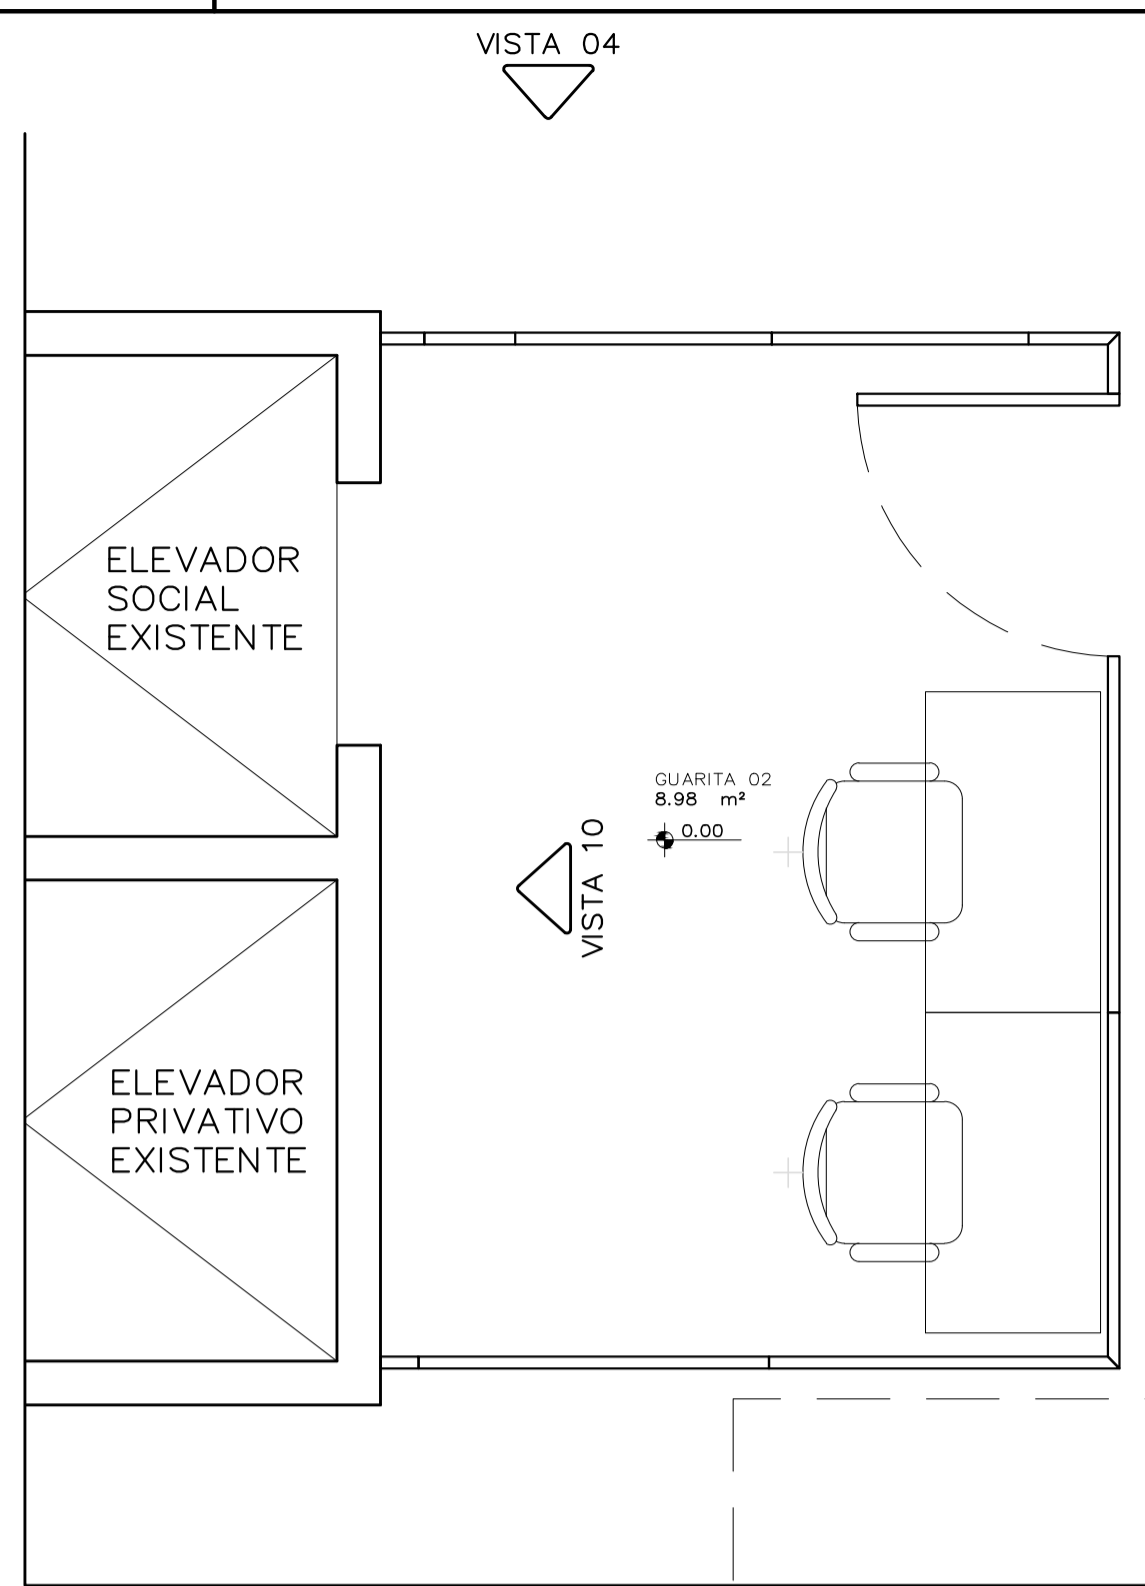 VISTA 04
ELEVADOR
SOCIAL
EXISTENTE
GUARITA 02
8.98 m²
0.00
VISTA 10
ELEVADOR
PRIVATIVO
EXISTENTE